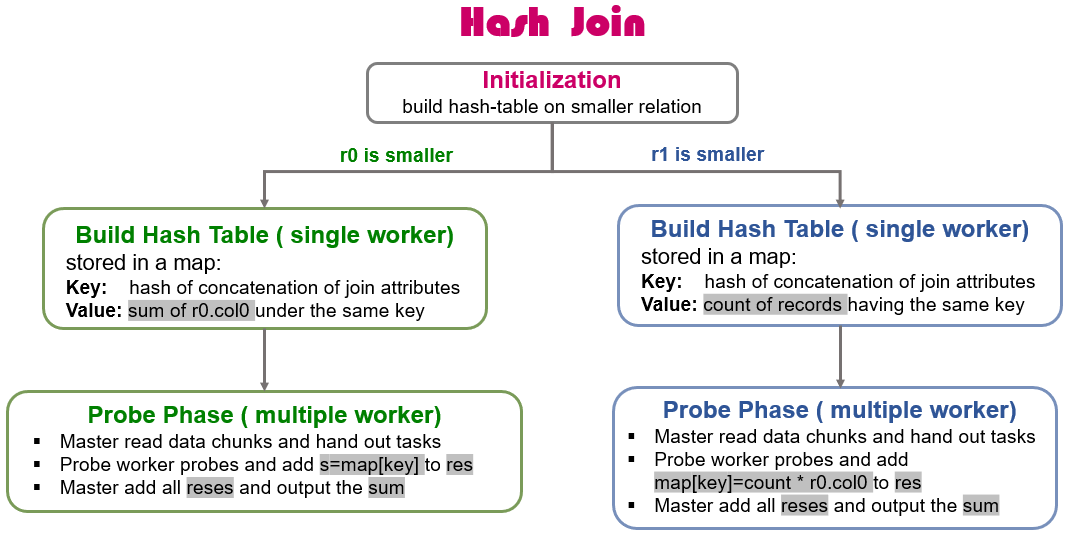 Hash Join
Initialization
build hash-table on smaller relation
r0 is smaller
r1 is smaller
Build Hash Table ( single worker)
stored in a map:
Key: hash of concatenation of join attributes
Value: sum of r0.col0 under the same key
Build Hash Table ( single worker)
stored in a map:
Key: hash of concatenation of join attributes
Value: count of records having the same key
Probe Phase ( multiple worker)
▪ Master read data chunks and hand out tasks
▪ Probe worker probes and add s=map[key] to res
▪ Master add all reses and output the sum
Probe Phase ( multiple worker)
▪ Master read data chunks and hand out tasks
▪ Probe worker probes and add
map[key]=count * r0.col0 to res
▪ Master add all reses and output the sum